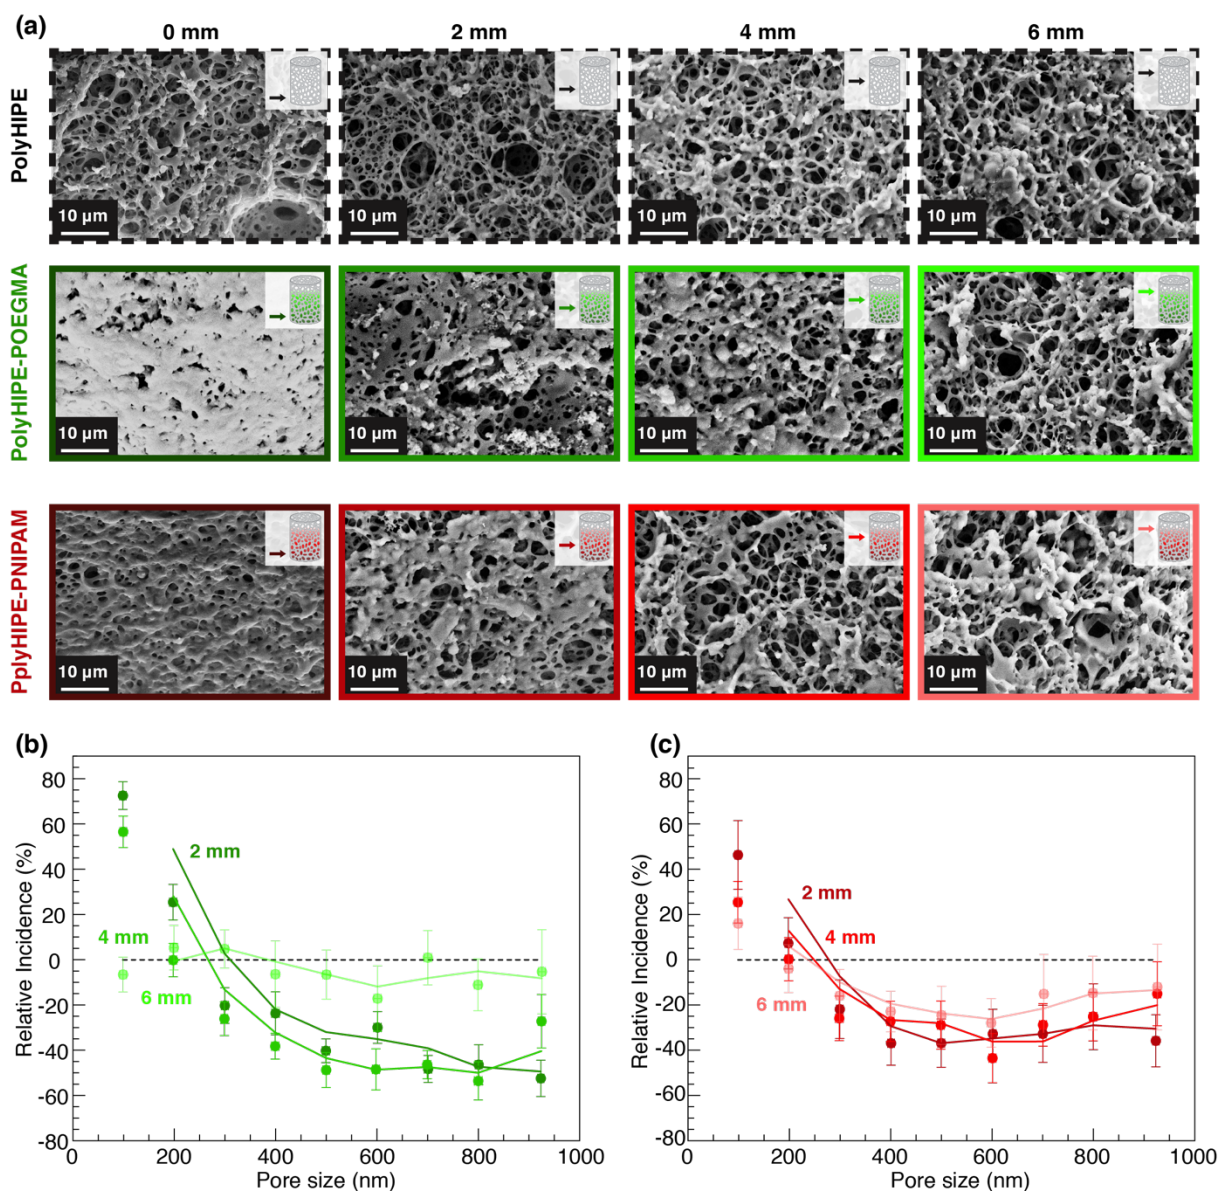 (a)
0 mm 2 mm 4 mm 6 mm
PolyHIPE
10 µm 10 µm 10 µm 10 µm
PolyHIPE-POEGMA
10 µm 10 µm 10 µm 10 µm
PplyHIPE-PNIPAM
10 µm 10 µm 10 µm 10 µm
(b)
Relative Incidence (%)
80
60
40
20
0
-20
-40
-60
-80
2 mm
4 mm
6 mm
0 200 400 600 800 1000
Pore size (nm)
(c)
Relative Incidence (%)
80
60
40
20
0
-20
-40
-60
-80
2 mm
4 mm
6 mm
0 200 400 600 800 1000
Pore size (nm)